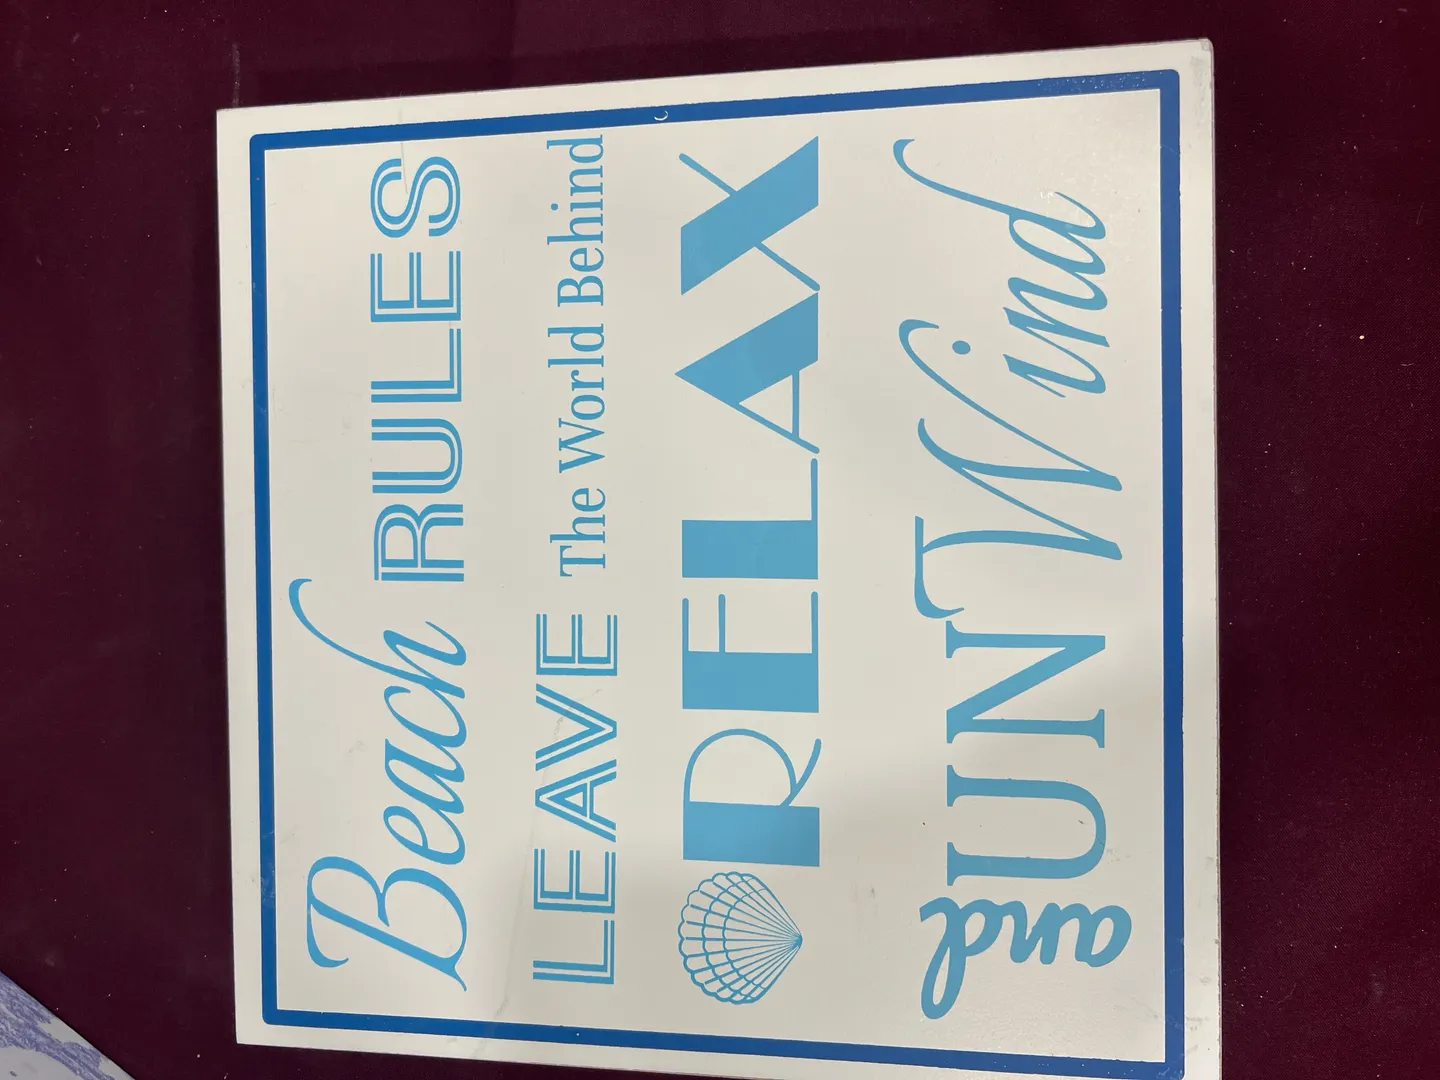 Beach RULES
LEAVE The World Behind
RELAX
and UNWind